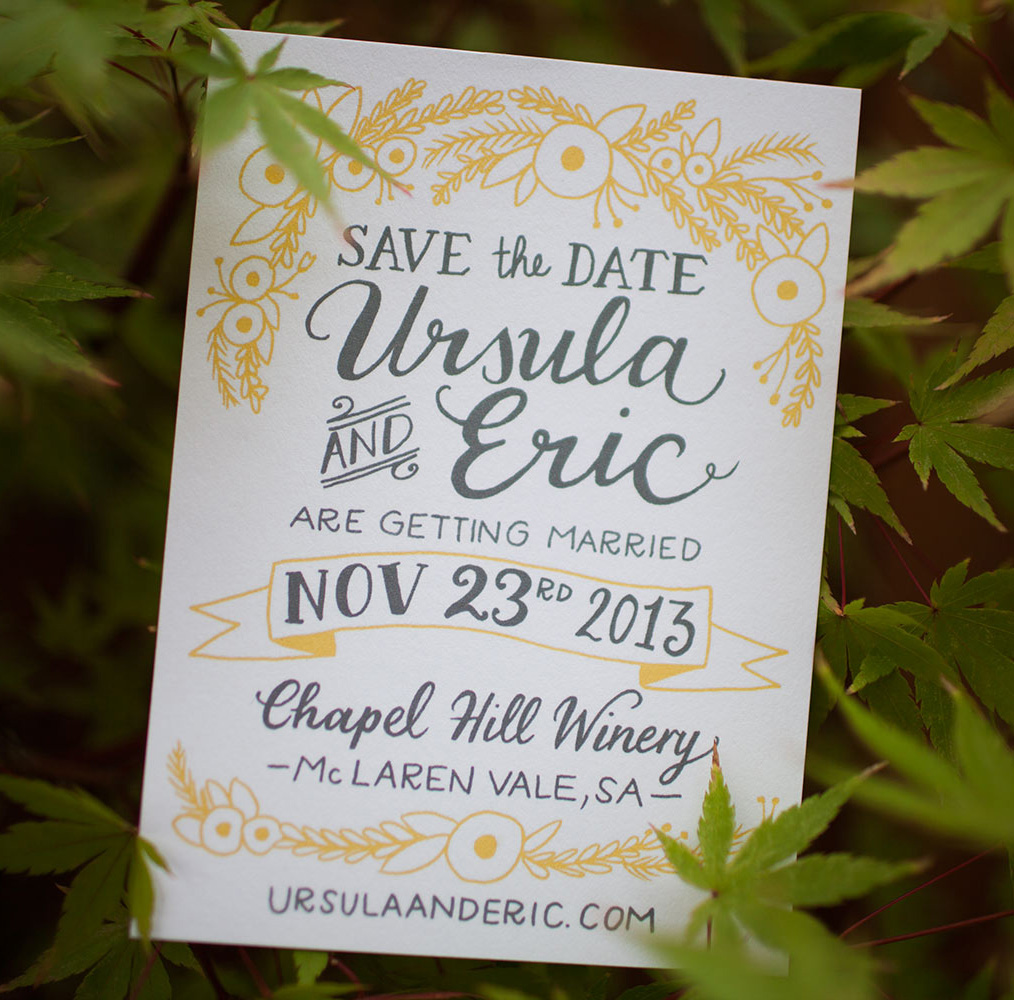 SAVE the DATE
Ursula
AND Eric
ARE GETTING MARRIED
NOV 23RD 2013
Chapel Hill Winery
-McLAREN VALE, SA-
URSULAANDERIC.COM